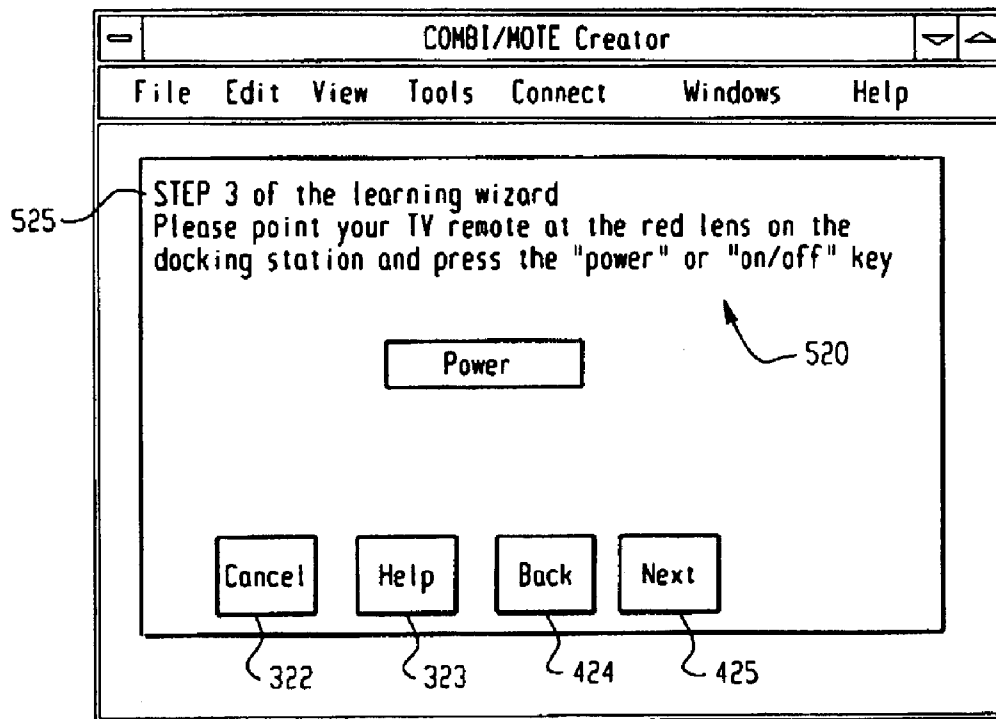 COMBI/MOTE Creator
File Edit View Tools Connect Windows Help
STEP 3 of the learning wizard
Please point your TV remote at the red lens on the
docking station and press the "power" or "on/off" key
525
520
Power
Cancel Help Back Next
322 323 424 425